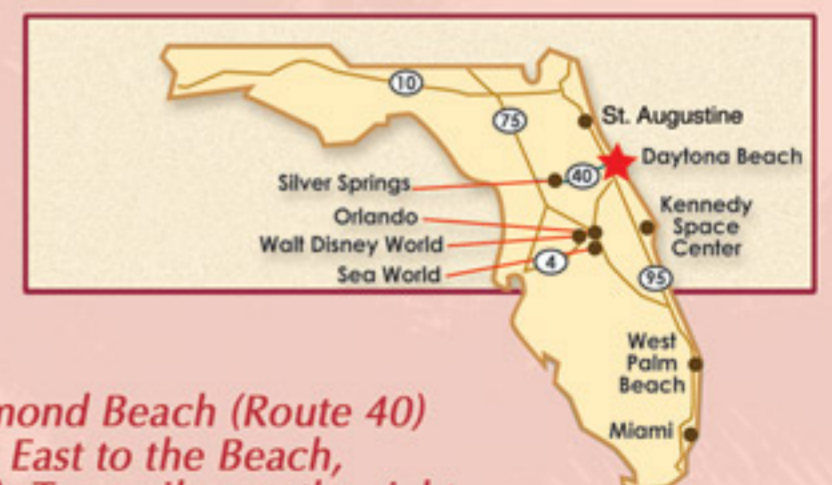 10
75
St. Augustine
Daytona Beach
40
Silver Springs
Kennedy
Space
Center
Orlando
Walt Disney World
Sea World
4
95
West
Palm
Beach
Miami
Beach (Route 40)
East to the Beach,